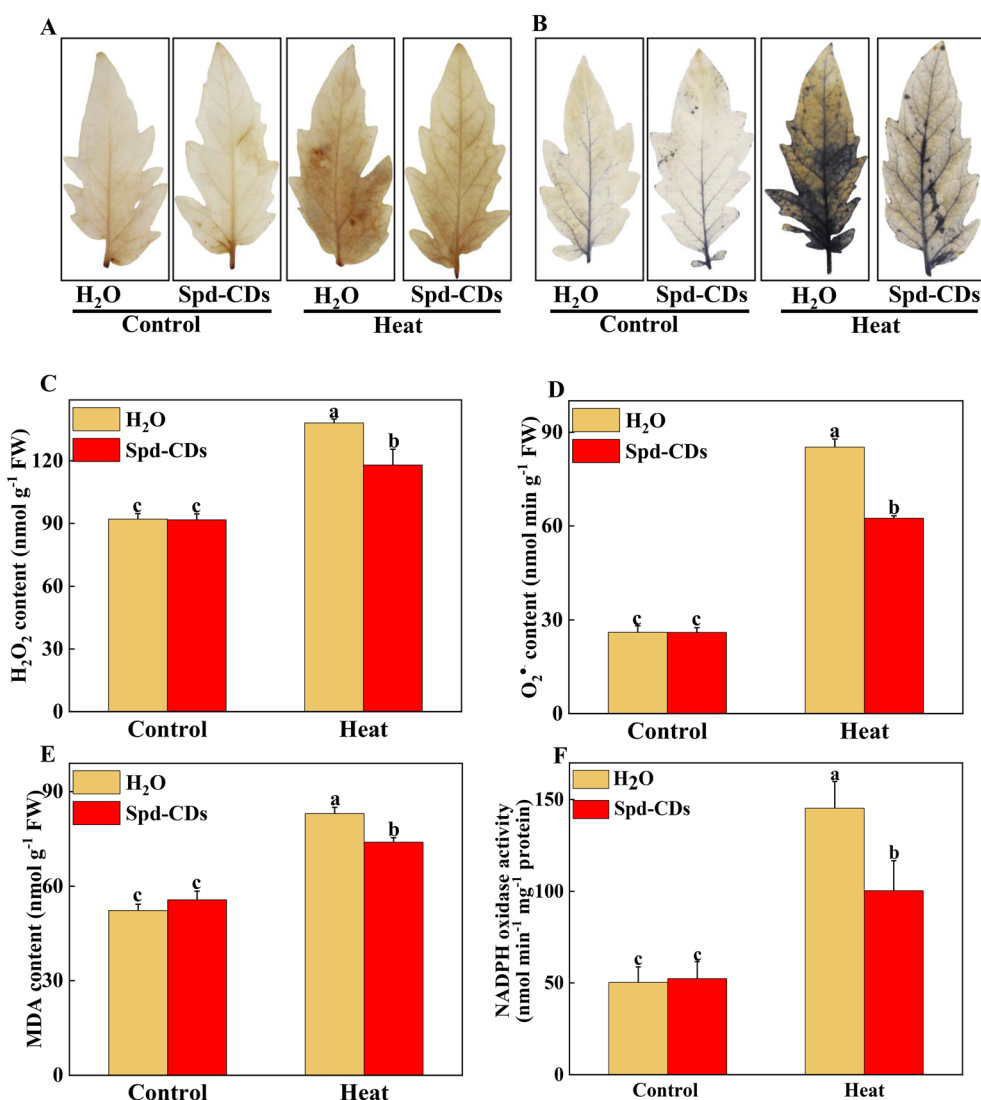 A
B
H₂O Spd-CDs H₂O Spd-CDs
Control Heat
H₂O Spd-CDs H₂O Spd-CDs
Control Heat
C
H₂O
Spd-CDs
H₂O₂ content (nmol g⁻¹ FW)
120
90
60
30
0
c c a b
Control Heat
D
H₂O
Spd-CDs
O₂•⁻ content (nmol min g⁻¹ FW)
90
60
30
0
c c a b
Control Heat
E
H₂O
Spd-CDs
MDA content (nmol g⁻¹ FW)
90
60
30
0
c c a b
Control Heat
F
H₂O
Spd-CDs
NADPH oxidase activity
(nmol min⁻¹ mg⁻¹ protein)
150
100
50
0
c c a b
Control Heat